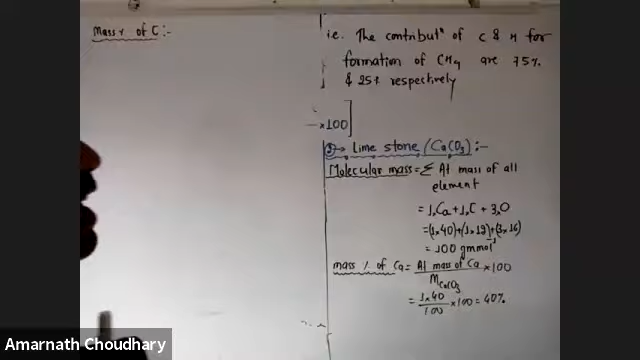 Mass % of C :-
i.e. The contribut^n of C & H for
formation of CH4 are 75%
& 25% respectively
×100]
③→ Lime stone / CaCO3 :-
Molecular mass = Σ At mass of all
element
= 1×Ca + 1×C + 3×O
= (1×40) + (1×12) + (3×16)
= 100 gmmol⁻¹
mass % of Ca = At mass of Ca × 100
M CaCO3
= 1×40 × 100 = 40%
100
Amarnath Choudhary